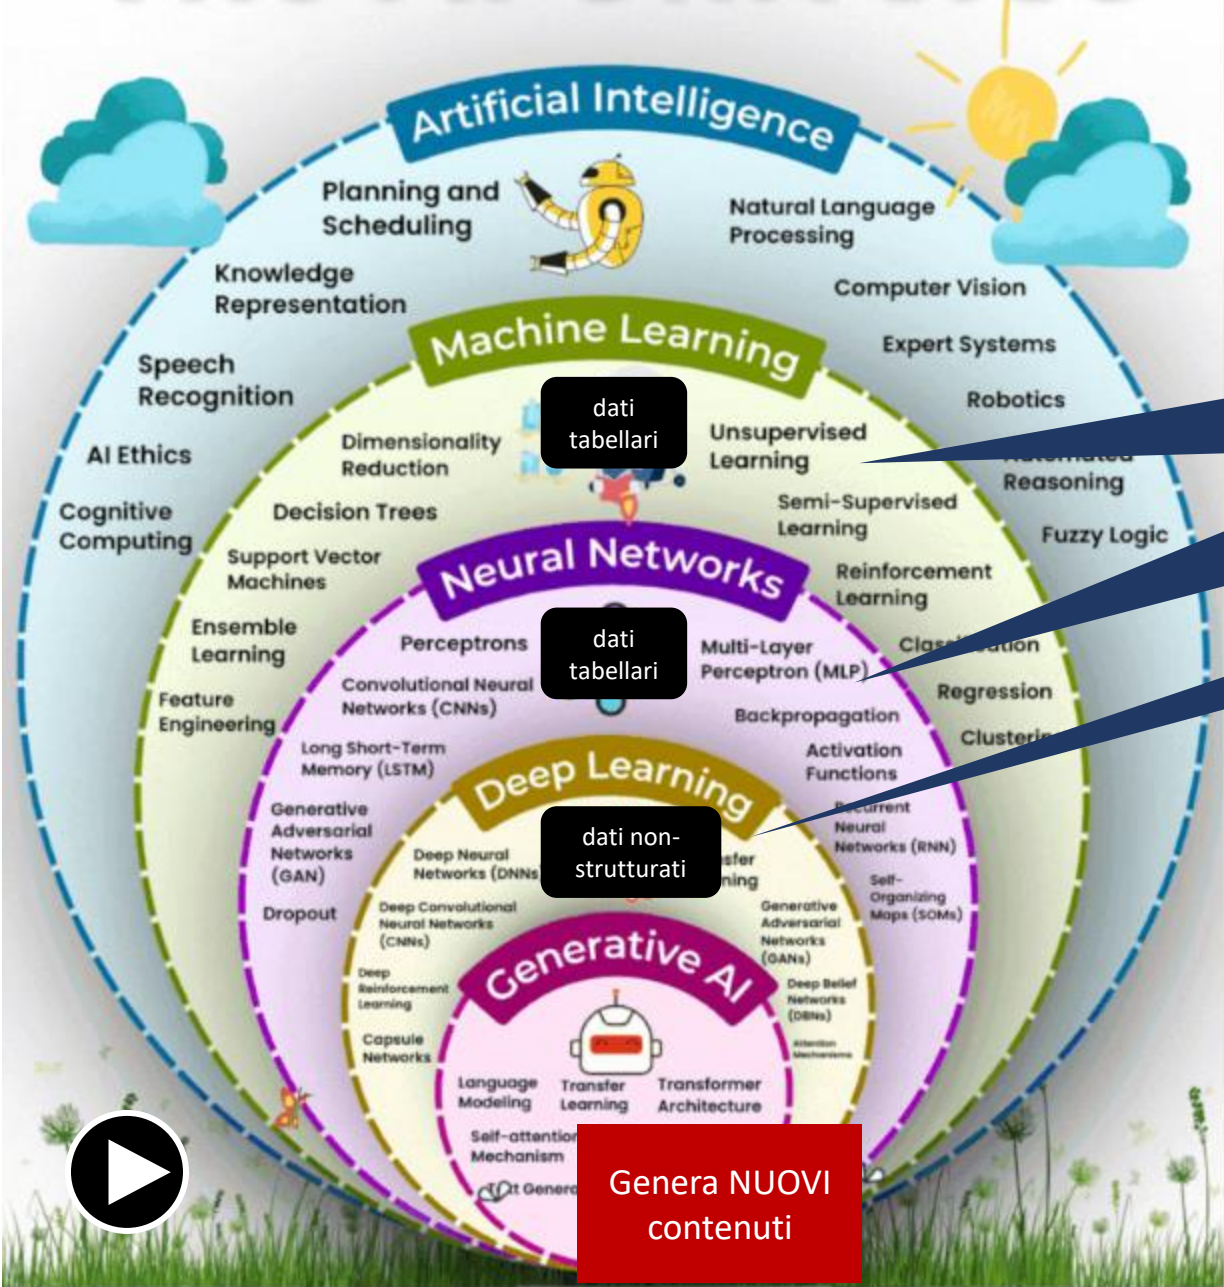 Artificial Intelligence
Planning and
Scheduling
Natural Language
Processing
Knowledge
Representation
Computer Vision
Speech
Recognition
Expert Systems
Robotics
AI Ethics
Reasoning
Cognitive
Computing
Fuzzy Logic
Machine Learning
dati
tabellari
Dimensionality
Reduction
Unsupervised
Learning
Decision Trees
Semi-Supervised
Learning
Support Vector
Machines
Reinforcement
Learning
Ensemble
Learning
Feature
Engineering
Regression
Neural Networks
dati
tabellari
Perceptrons
Multi-Layer
Perceptron (MLP)
Convolutional Neural
Networks (CNNs)
Backpropagation
Long Short-Term
Memory (LSTM)
Activation
Functions
Generative
Adversarial
Networks
(GAN)
Neural
Networks (RNN)
Dropout
Self-
Organizing
Maps (SOMs)
Deep Learning
dati non-
strutturati
Deep Neural
Networks (DNNs
Deep Convolutional
Neural Networks
(CNNs)
Generative
Adversarial
Networks
(GANs)
Deep
Reinforcement
Learning
Deep Belief
Networks
(DBNs)
Capsule
Networks
Attention
Mechanisms
Generative AI
Language
Modeling
Transfer
Learning
Transformer
Architecture
Self-attention
Mechanism
Genera NUOVI
contenuti